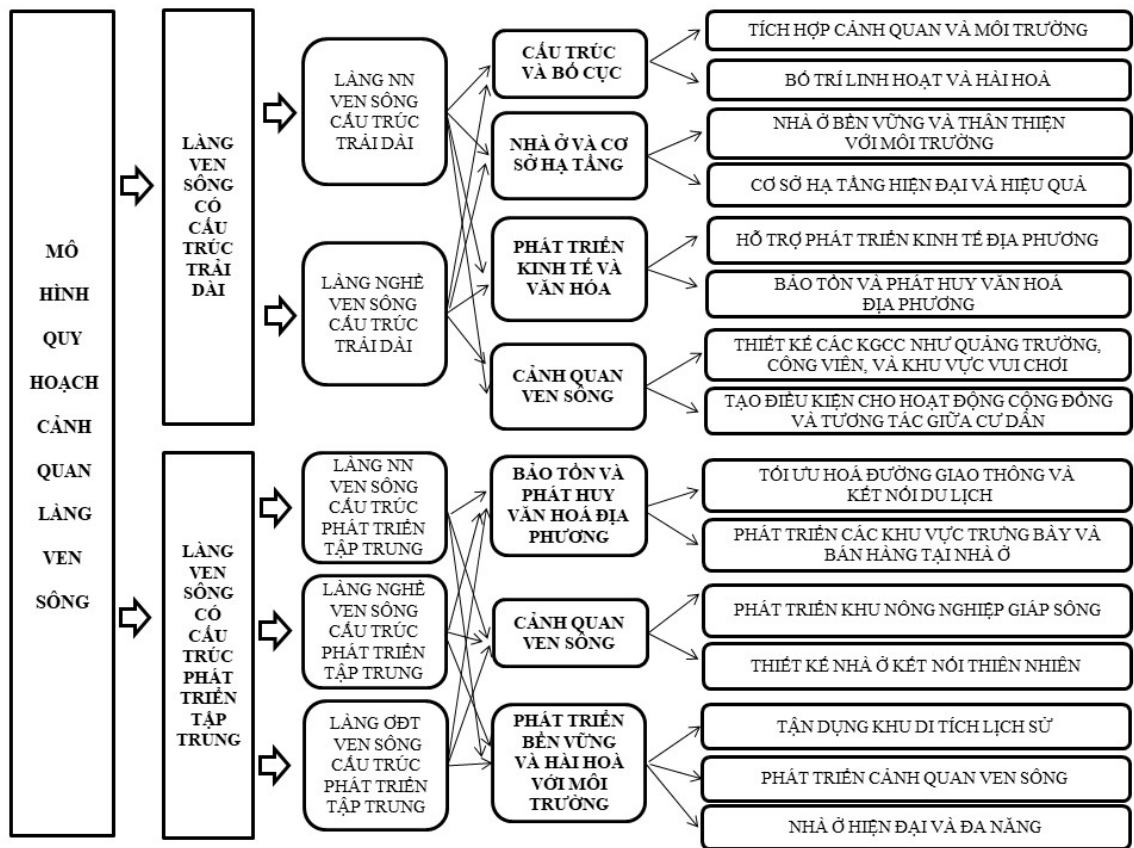 MÔ
HÌNH
QUY
HOẠCH
CẢNH
QUAN
LÀNG
VEN
SÔNG
LÀNG
VEN
SÔNG
CÓ
CẤU
TRÚC
TRẢI
DÀI
LÀNG NN
VEN SÔNG
CẤU TRÚC
TRẢI DÀI
LÀNG NGHỀ
VEN SÔNG
CẤU TRÚC
TRẢI DÀI
CẤU TRÚC
VÀ BỐ CỤC
TÍCH HỢP CẢNH QUAN VÀ MÔI TRƯỜNG
BỐ TRÍ LINH HOẠT VÀ HÀI HOÀ
NHÀ Ở VÀ CƠ
SỞ HẠ TẦNG
NHÀ Ở BỀN VỮNG VÀ THÂN THIỆN
VỚI MÔI TRƯỜNG
CƠ SỞ HẠ TẦNG HIỆN ĐẠI VÀ HIỆU QUẢ
PHÁT TRIỂN
KINH TẾ VÀ
VĂN HÓA
HỖ TRỢ PHÁT TRIỂN KINH TẾ ĐỊA PHƯƠNG
BẢO TỒN VÀ PHÁT HUY VĂN HOÁ
ĐỊA PHƯƠNG
CẢNH QUAN
VEN SÔNG
THIẾT KẾ CÁC KGCC NHƯ QUẢNG TRƯỜNG,
CÔNG VIÊN, VÀ KHU VỰC VUI CHƠI
TẠO ĐIỀU KIỆN CHO HOẠT ĐỘNG CỘNG ĐỒNG
VÀ TƯƠNG TÁC GIỮA CƯ DÂN
LÀNG
VEN
SÔNG
CÓ
CẤU
TRÚC
PHÁT
TRIỂN
TẬP
TRUNG
LÀNG NN
VEN SÔNG
CẤU TRÚC
PHÁT TRIỂN
TẬP TRUNG
LÀNG NGHỀ
VEN SÔNG
CẤU TRÚC
PHÁT TRIỂN
TẬP TRUNG
LÀNG ƠĐT
VEN SÔNG
CẤU TRÚC
PHÁT TRIỂN
TẬP TRUNG
BẢO TỒN VÀ
PHÁT HUY
VĂN HOÁ ĐỊA
PHƯƠNG
TỐI ƯU HOÁ ĐƯỜNG GIAO THÔNG VÀ
KẾT NỐI DU LỊCH
PHÁT TRIỂN CÁC KHU VỰC TRƯNG BÀY VÀ
BÁN HÀNG TẠI NHÀ Ở
CẢNH QUAN
VEN SÔNG
PHÁT TRIỂN KHU NÔNG NGHIỆP GIÁP SÔNG
THIẾT KẾ NHÀ Ở KẾT NỐI THIÊN NHIÊN
PHÁT TRIỂN
BỀN VỮNG
VÀ HÀI HOÀ
VỚI MÔI
TRƯỜNG
TẬN DỤNG KHU DI TÍCH LỊCH SỬ
PHÁT TRIỂN CẢNH QUAN VEN SÔNG
NHÀ Ở HIỆN ĐẠI VÀ ĐA NĂNG